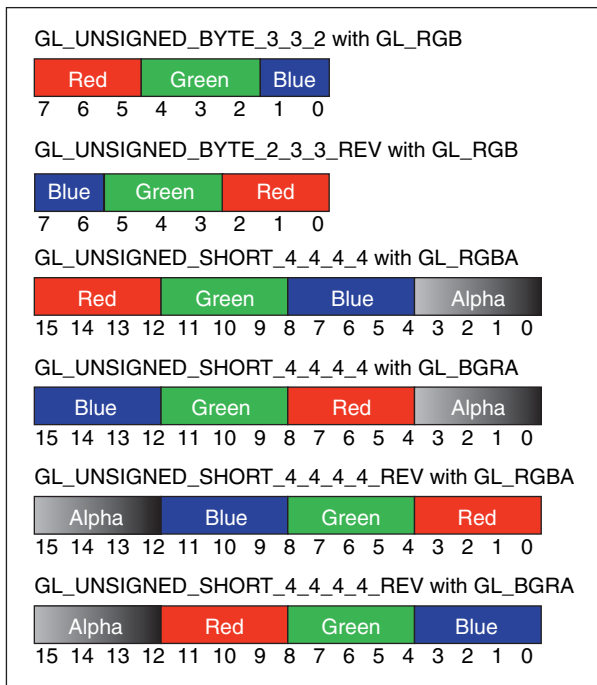 GL_UNSIGNED_BYTE_3_3_2 with GL_RGB
Red Green Blue
7 6 5 4 3 2 1 0
GL_UNSIGNED_BYTE_2_3_3_REV with GL_RGB
Blue Green Red
7 6 5 4 3 2 1 0
GL_UNSIGNED_SHORT_4_4_4_4 with GL_RGBA
Red Green Blue Alpha
15 14 13 12 11 10 9 8 7 6 5 4 3 2 1 0
GL_UNSIGNED_SHORT_4_4_4_4 with GL_BGRA
Blue Green Red Alpha
15 14 13 12 11 10 9 8 7 6 5 4 3 2 1 0
GL_UNSIGNED_SHORT_4_4_4_4_REV with GL_RGBA
Alpha Blue Green Red
15 14 13 12 11 10 9 8 7 6 5 4 3 2 1 0
GL_UNSIGNED_SHORT_4_4_4_4_REV with GL_BGRA
Alpha Red Green Blue
15 14 13 12 11 10 9 8 7 6 5 4 3 2 1 0